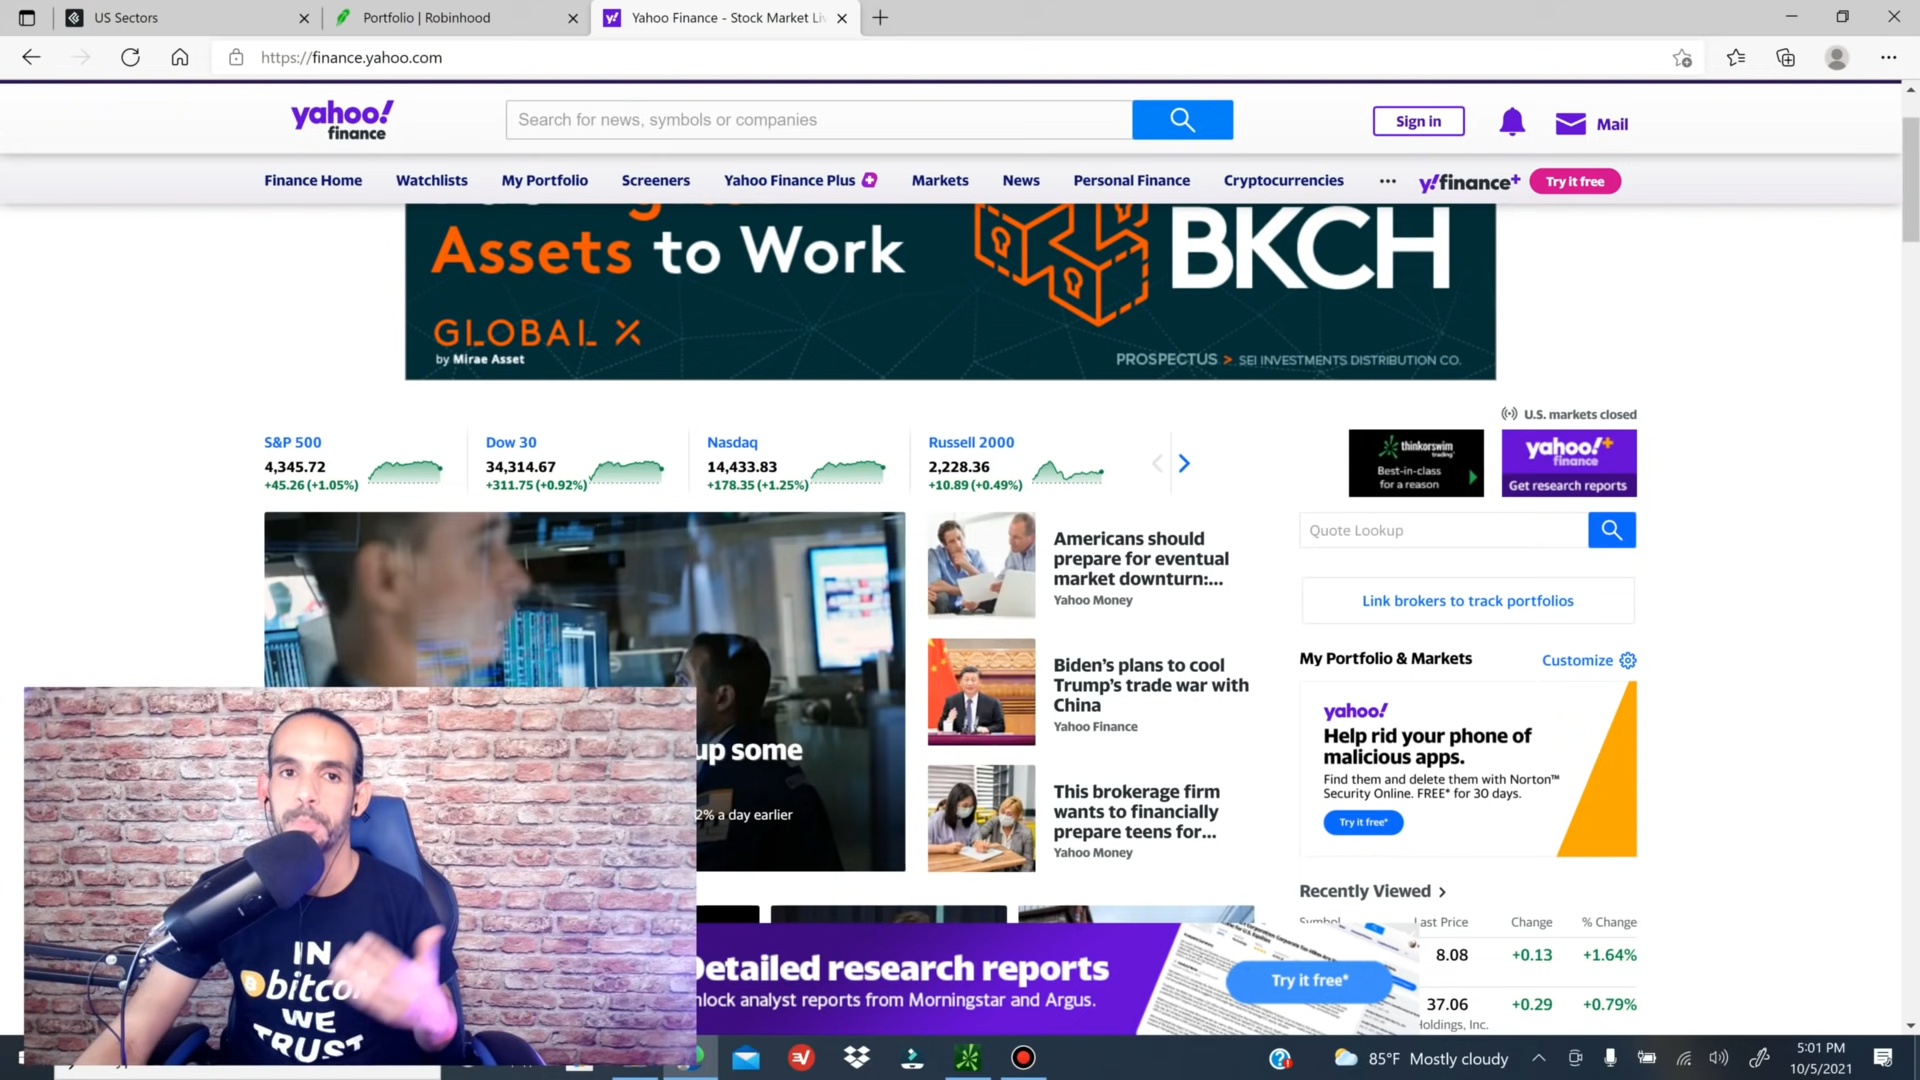 US Sectors
Portfolio | Robinhood
Yahoo Finance - Stock Market Li
https://finance.yahoo.com
yahoo!
finance
Search for news, symbols or companies
Sign in
Mail
Finance Home
Watchlists
My Portfolio
Screeners
Yahoo Finance Plus
Markets
News
Personal Finance
Cryptocurrencies
y!finance+
Try it free
Assets to Work
BKCH
GLOBAL X
by Mirae Asset
PROSPECTUS > SEI INVESTMENTS DISTRIBUTION CO.
U.S. markets closed
S&P 500
4,345.72
+45.26 (+1.05%)
Dow 30
34,314.67
+311.75 (+0.92%)
Nasdaq
14,433.83
+178.35 (+1.25%)
Russell 2000
2,228.36
+10.89 (+0.49%)
thinkorswim
trading
Best-in-class
for a reason
yahoo!+
finance
Get research reports
Americans should
prepare for eventual
market downturn:...
Yahoo Money
Biden's plans to cool
Trump's trade war with
China
Yahoo Finance
This brokerage firm
wants to financially
prepare teens for...
Yahoo Money
up some
2% a day earlier
Quote Lookup
Link brokers to track portfolios
My Portfolio & Markets
Customize
yahoo!
Help rid your phone of
malicious apps.
Find them and delete them with Norton™
Security Online. FREE* for 30 days.
Try it free*
Recently Viewed >
Symbol
Last Price
Change
% Change
8.08
+0.13
+1.64%
37.06
+0.29
+0.79%
Holdings, Inc.
Detailed research reports
nlock analyst reports from Morningstar and Argus.
Try it free*
IN
bitco
WE
TRUST
85°F Mostly cloudy
5:01 PM
10/5/2021